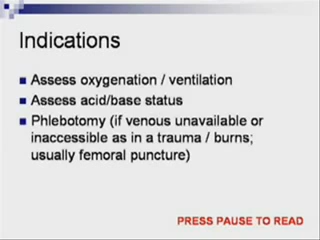 Indications
Assess oxygenation / ventilation
Assess acid/base status
Phlebotomy (if venous unavailable or
inaccessible as in a trauma / burns;
usually femoral puncture)
PRESS PAUSE TO READ